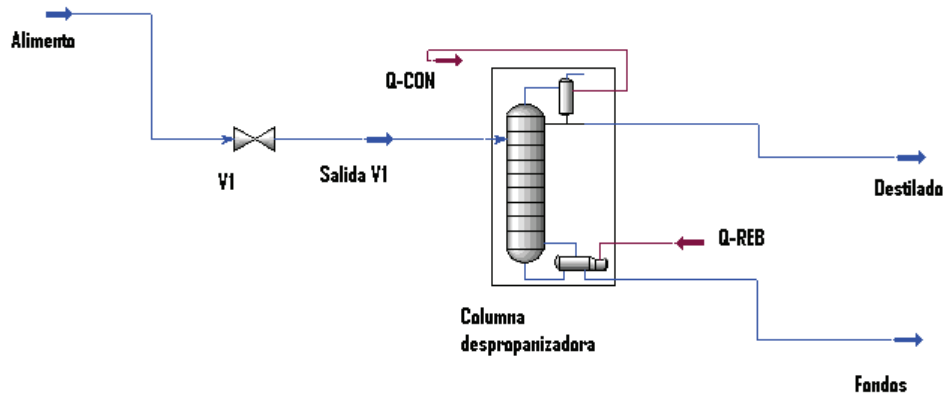 Alimento
Q-CON
V1
Salida V1
Destilado
Q-REB
Columna
despropanizadora
Fondos